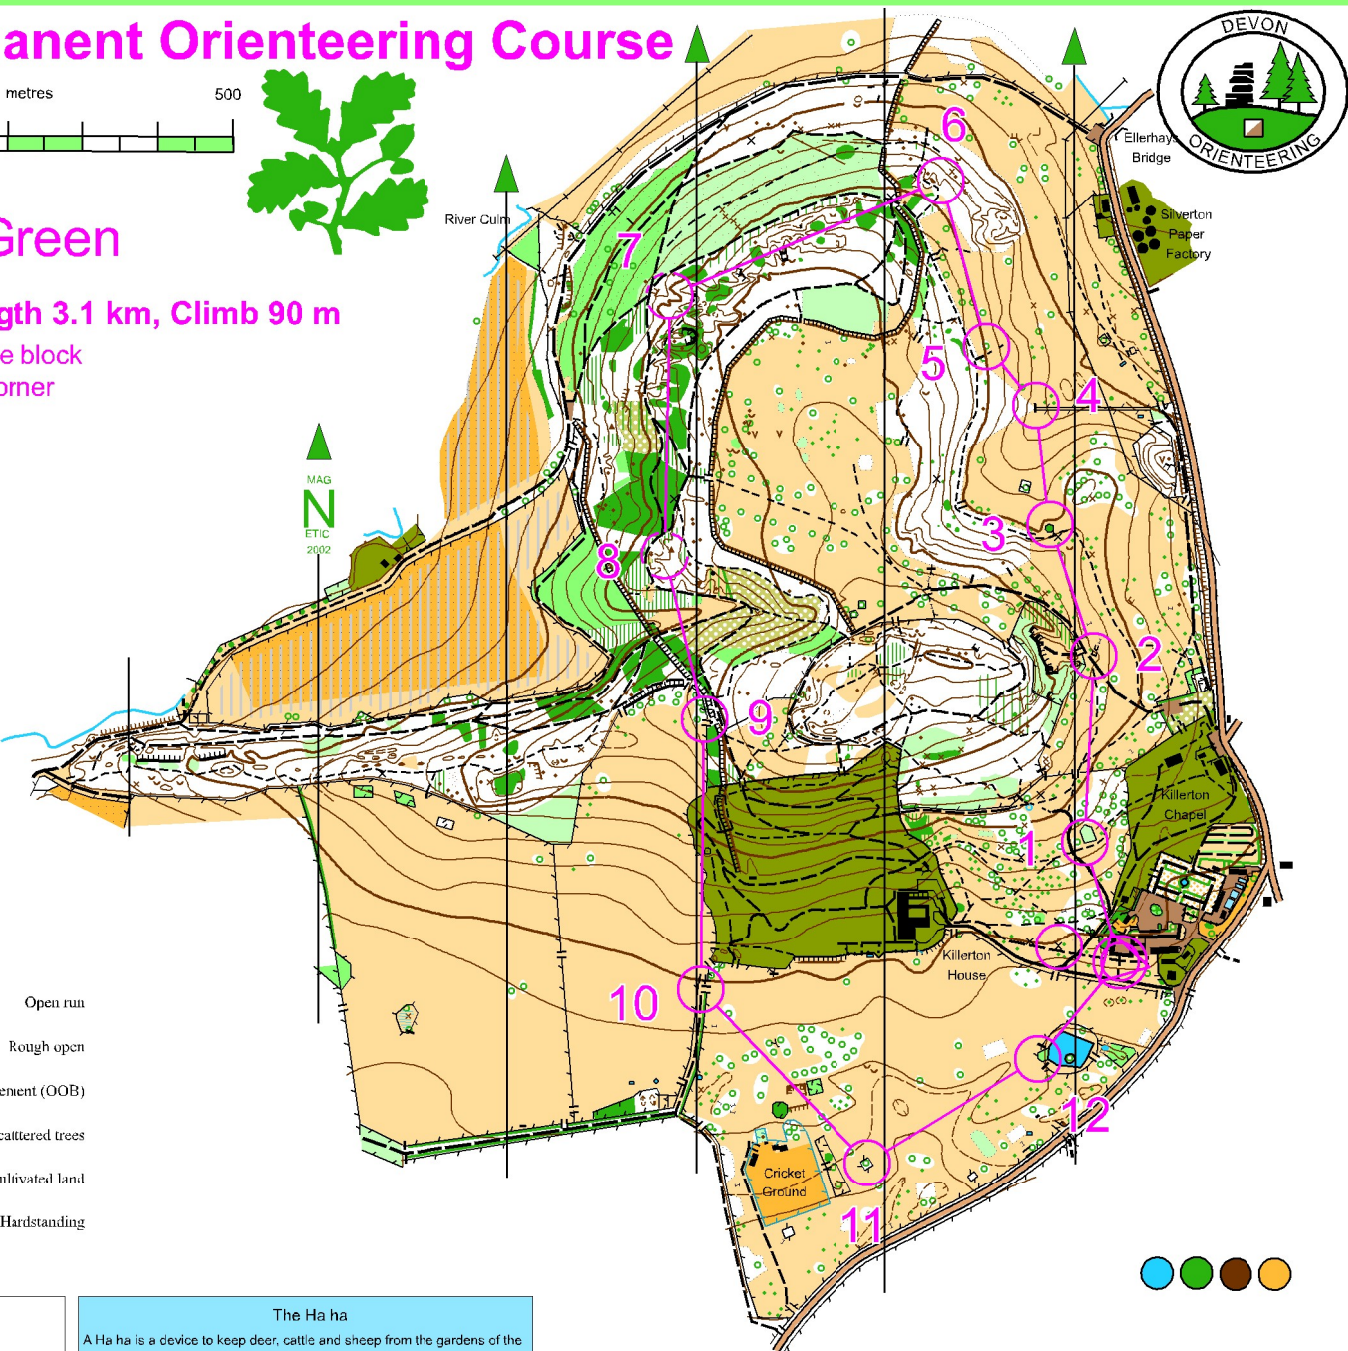 anent Orienteering Course
metres 500
DEVON
ORIENTEERING
Green
gth 3.1 km, Climb 90 m
e block
orner
River Culm
Ellerhays
Bridge
Silverton
Paper
Factory
MAG
N
ETIC
2002
6
7
5
4
3
8
2
9
1
Killerton
Chapel
Killerton
House
10
12
11
Cricket
Ground
Open run
Rough open
ement (OOB)
cattered trees
ultivated land
Hardstanding
The Ha ha
A Ha ha is a device to keep deer, cattle and sheep from the gardens of the